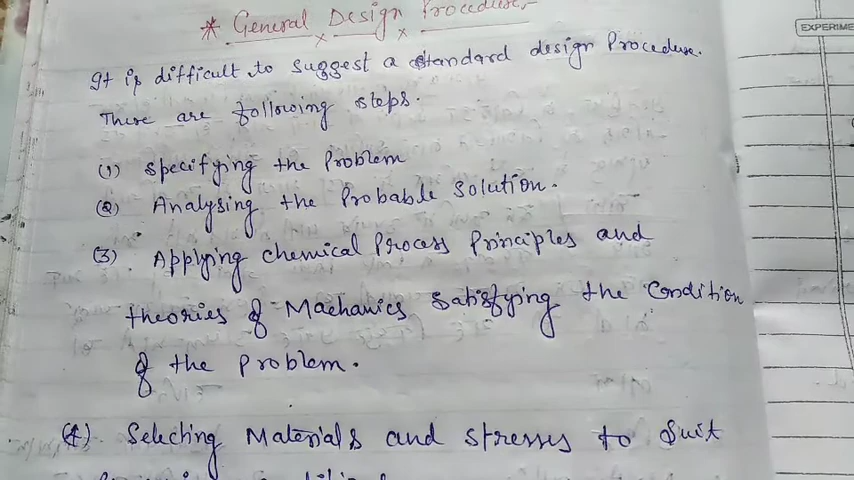 * General Design Procedure,-
EXPERIME
It is difficult to suggest a standard design Procedure.
There are following steps.
(1) Specifying the Problem
(2) Analysing the Probable Solution.
(3) Applying chemical Process Principles and
theories of Mechanics Satisfying the Condition
of the Problem.
(4) Selecting Materials and stresses to Suit